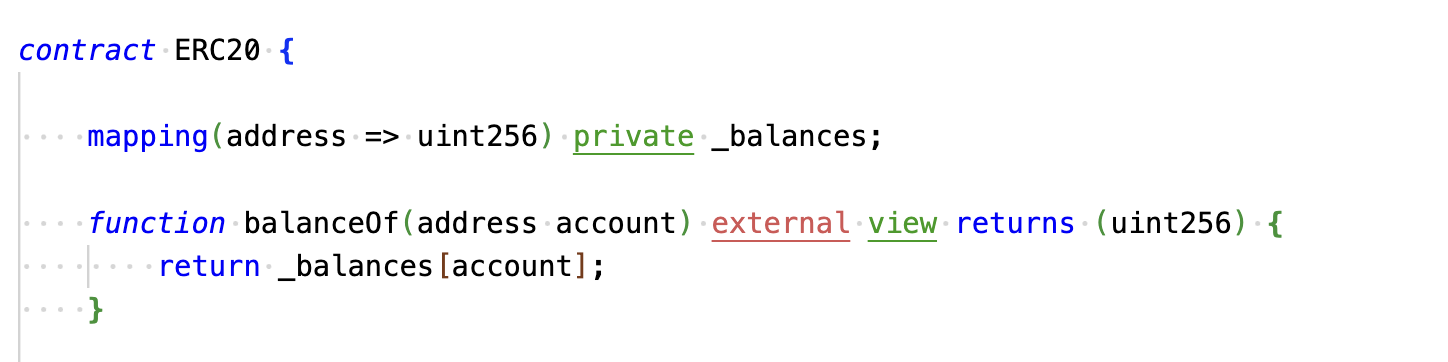 contract ERC20 {
    mapping(address => uint256) private _balances;
    function balanceOf(address account) external view returns (uint256) {
        return _balances[account];
    }